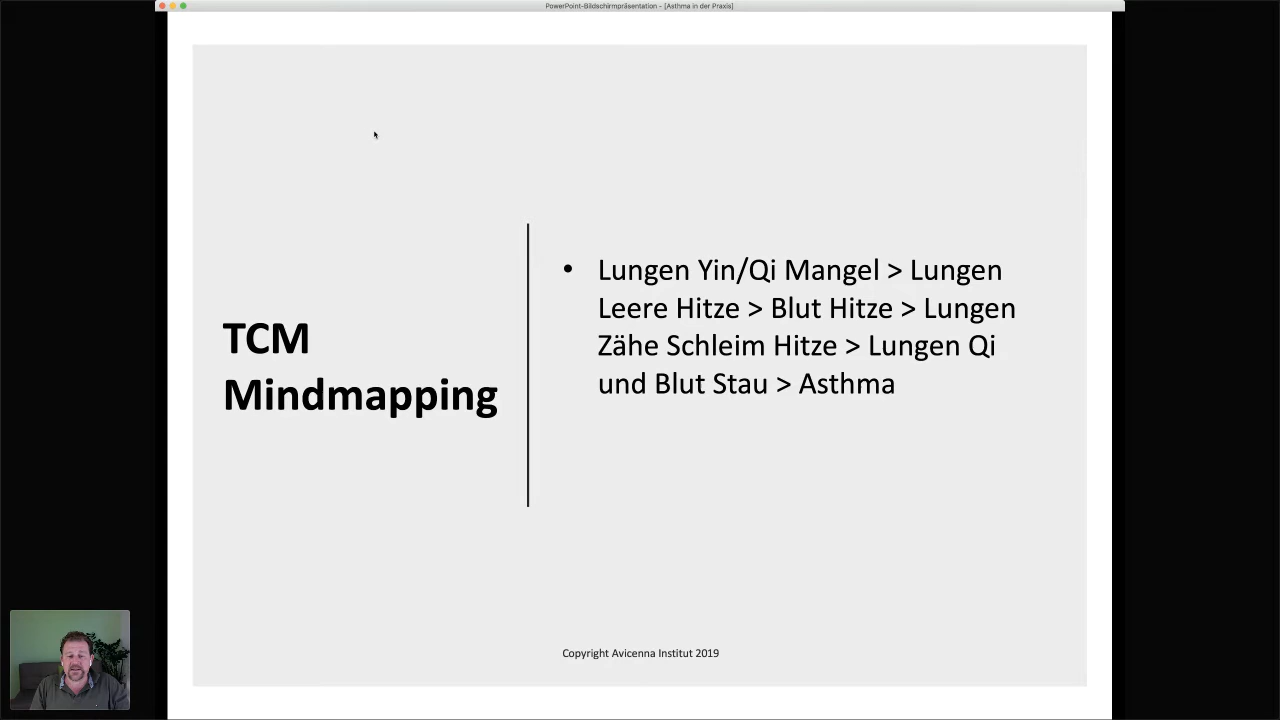 PowerPoint-Bildschirmpräsentation - [Asthma in der Praxis]
TCM
Mindmapping
• Lungen Yin/Qi Mangel > Lungen
Leere Hitze > Blut Hitze > Lungen
Zähe Schleim Hitze > Lungen Qi
und Blut Stau > Asthma
Copyright Avicenna Institut 2019